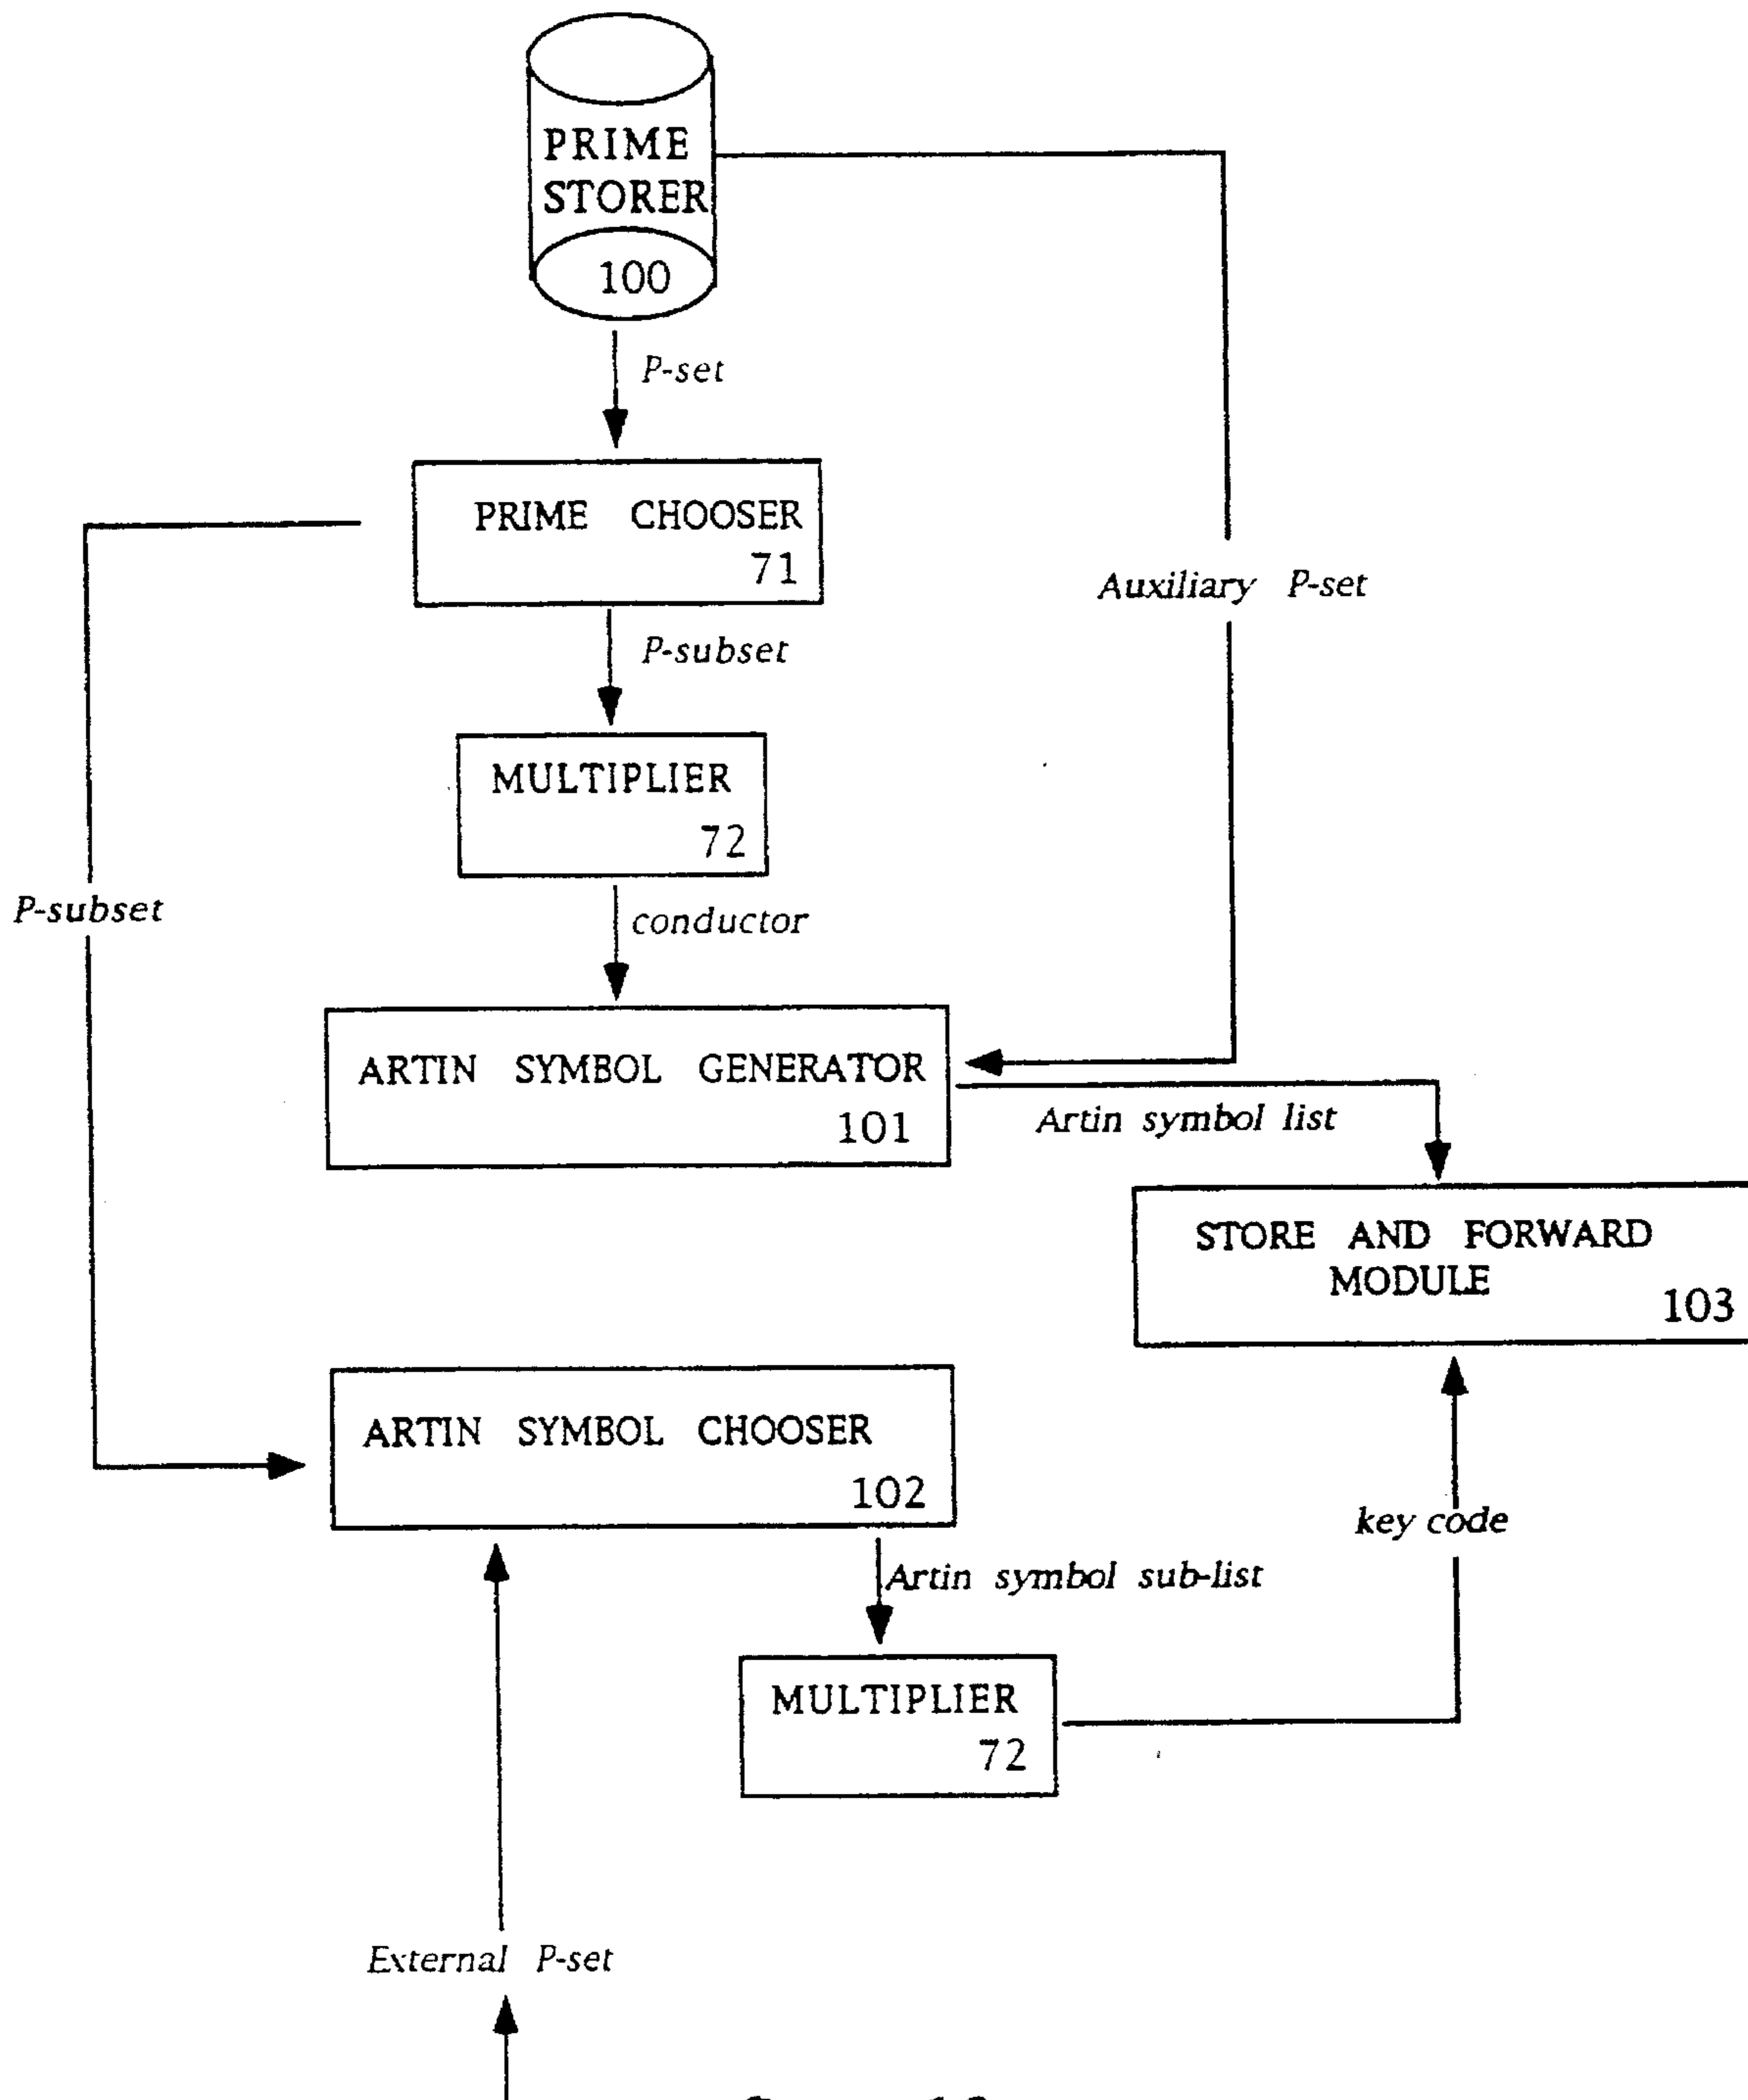 PRIME
STORER
100
P-set
PRIME CHOOSER
71
Auxiliary P-set
P-subset
MULTIPLIER
72
P-subset
conductor
ARTIN SYMBOL GENERATOR
101
Artin symbol list
STORE AND FORWARD
MODULE
103
ARTIN SYMBOL CHOOSER
102
key code
Artin symbol sub-list
MULTIPLIER
72
External P-set